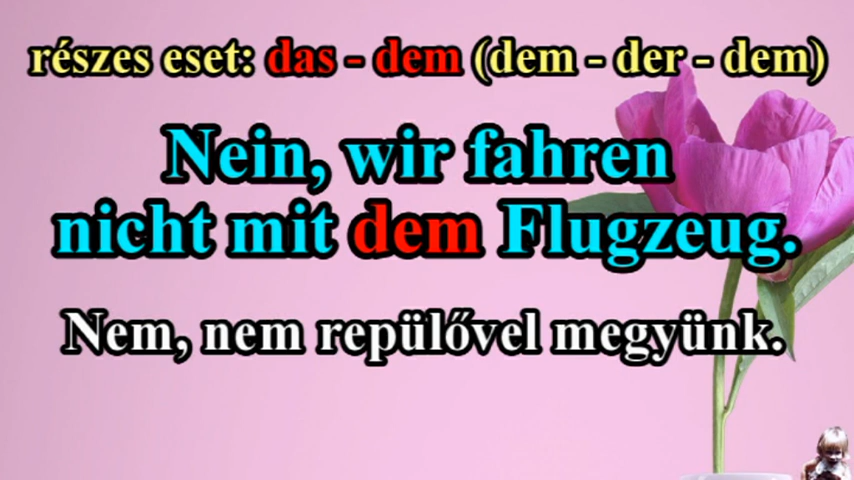 részes eset: das - dem (dem - der - dem)
Nein, wir fahren
nicht mit dem Flugzeug.
Nem, nem repülővel megyünk.